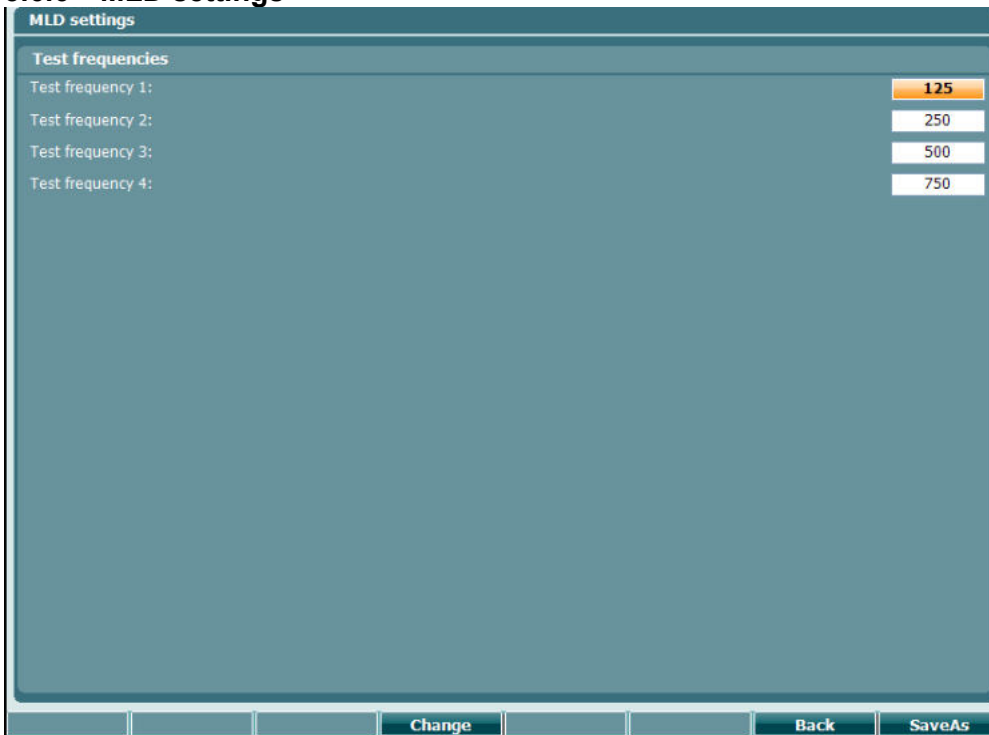 MLD settings
Test frequencies
Test frequency 1: 125
Test frequency 2: 250
Test frequency 3: 500
Test frequency 4: 750
Change Back SaveAs